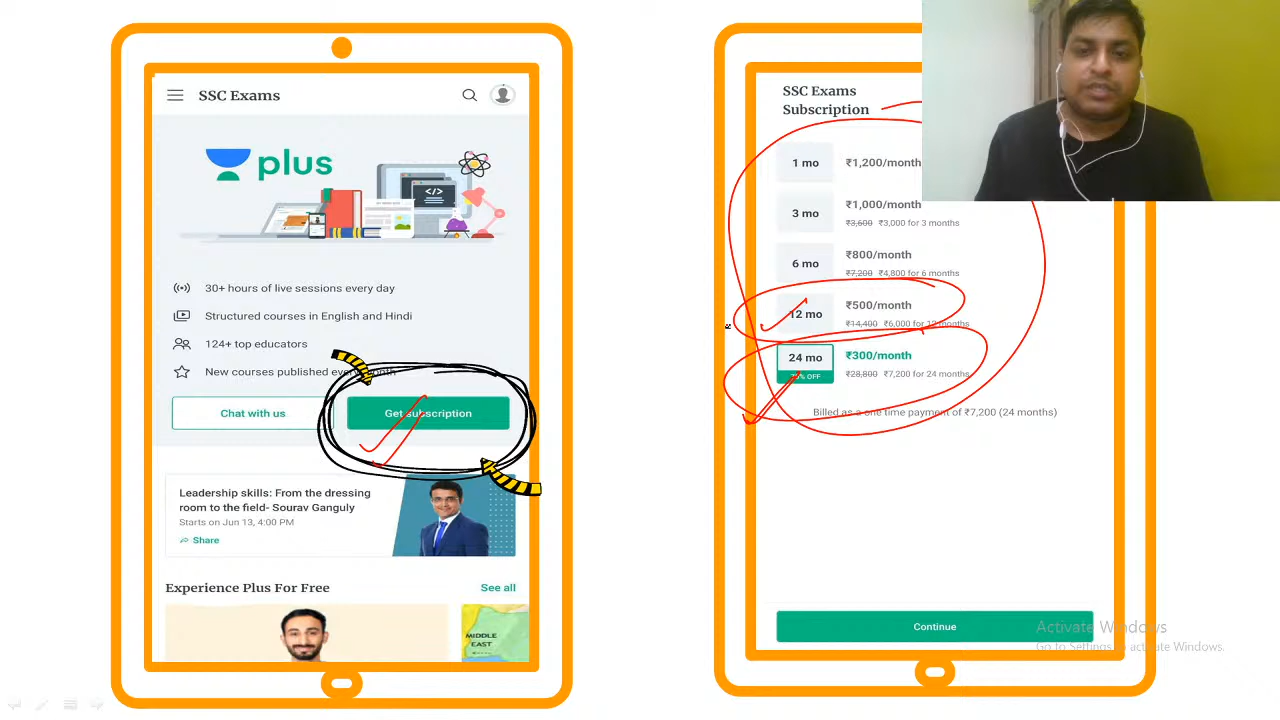 SSC Exams
plus
30+ hours of live sessions every day
Structured courses in English and Hindi
124+ top educators
New courses published every month
Chat with us
Get subscription
Leadership skills: From the dressing
room to the field- Sourav Ganguly
Starts on Jun 13, 4:00 PM
Share
Experience Plus For Free
See all
MIDDLE
EAST
SSC Exams
Subscription
1 mo
₹1,200/month
3 mo
₹1,000/month
₹3,600 ₹3,000 for 3 months
6 mo
₹800/month
₹7,200 ₹4,800 for 6 months
12 mo
₹500/month
₹14,400 ₹6,000 for 12 months
24 mo
OFF
₹300/month
₹28,800 ₹7,200 for 24 months
Billed as a one time payment of ₹7,200 (24 months)
Continue
Activate Windows
Go to Settings to activate Windows.